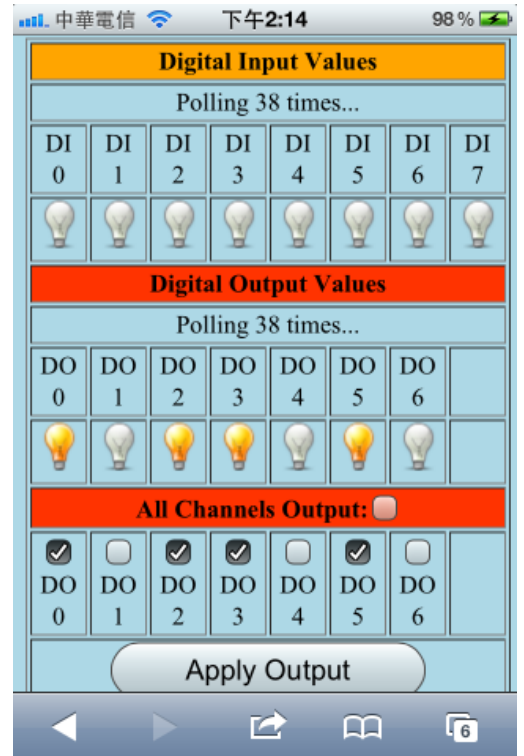 中華電信 下午2:14 98 %
Digital Input Values
Polling 38 times...
DI DI DI DI DI DI DI DI
0 1 2 3 4 5 6 7
Digital Output Values
Polling 38 times...
DO DO DO DO DO DO DO
0 1 2 3 4 5 6
All Channels Output:
DO DO DO DO DO DO DO
0 1 2 3 4 5 6
Apply Output
6